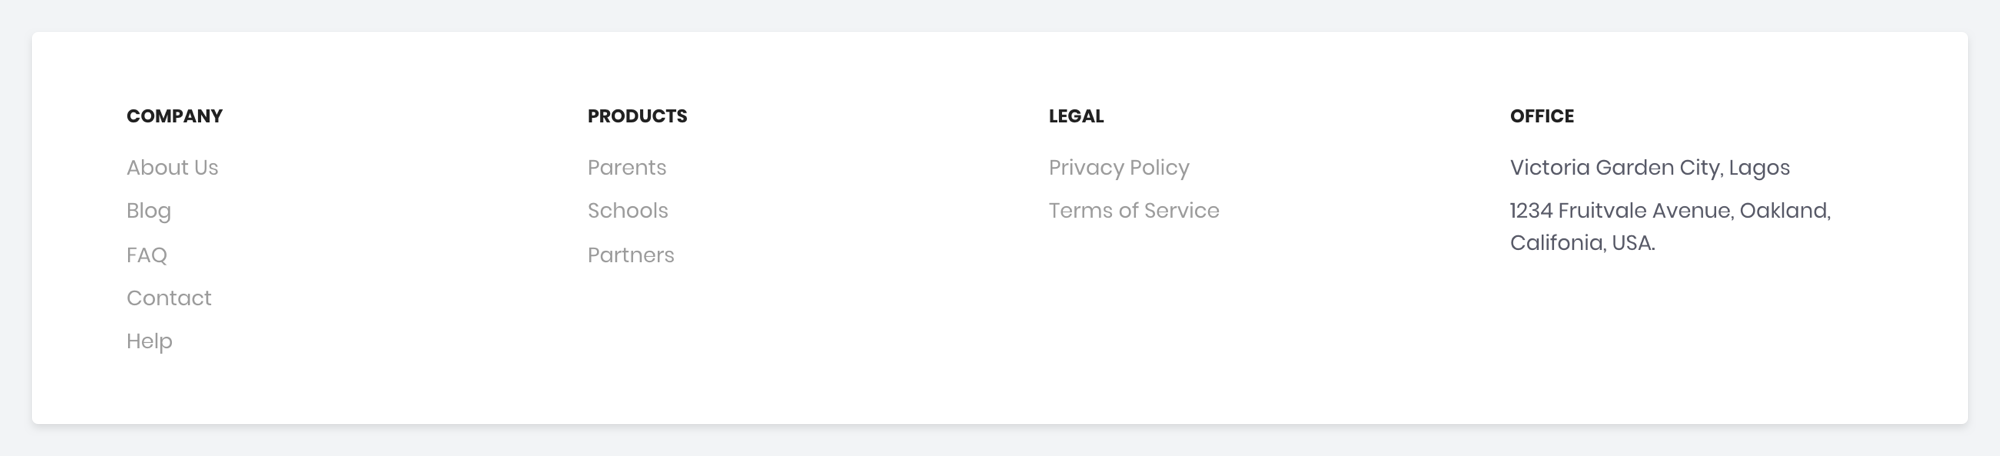 COMPANY
About Us
Blog
FAQ
Contact
Help
PRODUCTS
Parents
Schools
Partners
LEGAL
Privacy Policy
Terms of Service
OFFICE
Victoria Garden City, Lagos
1234 Fruitvale Avenue, Oakland,
Califonia, USA.